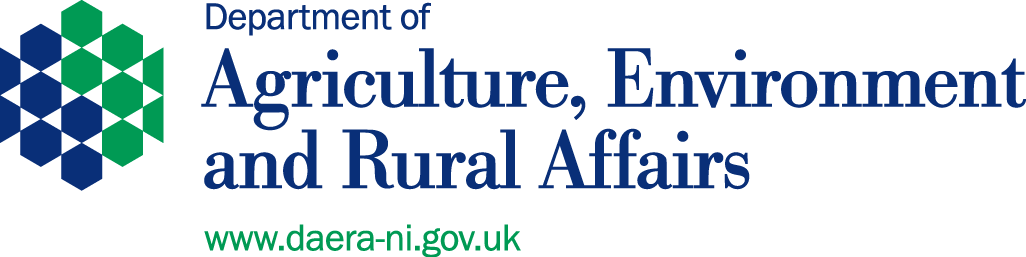 Department of
Agriculture, Environment
and Rural Affairs
www.daera-ni.gov.uk